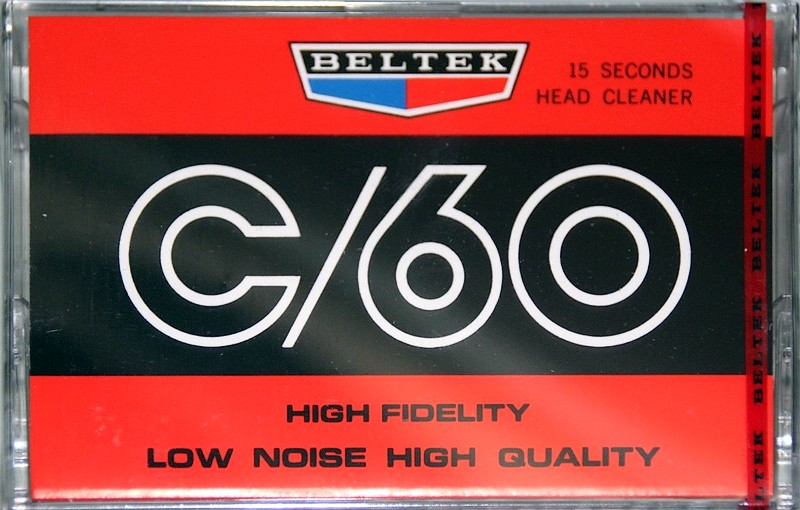 BELTEK
15 SECONDS
HEAD CLEANER
C/60
HIGH FIDELITY
LOW NOISE HIGH QUALITY
BELTEK BELTEK BELTEK BELTEK